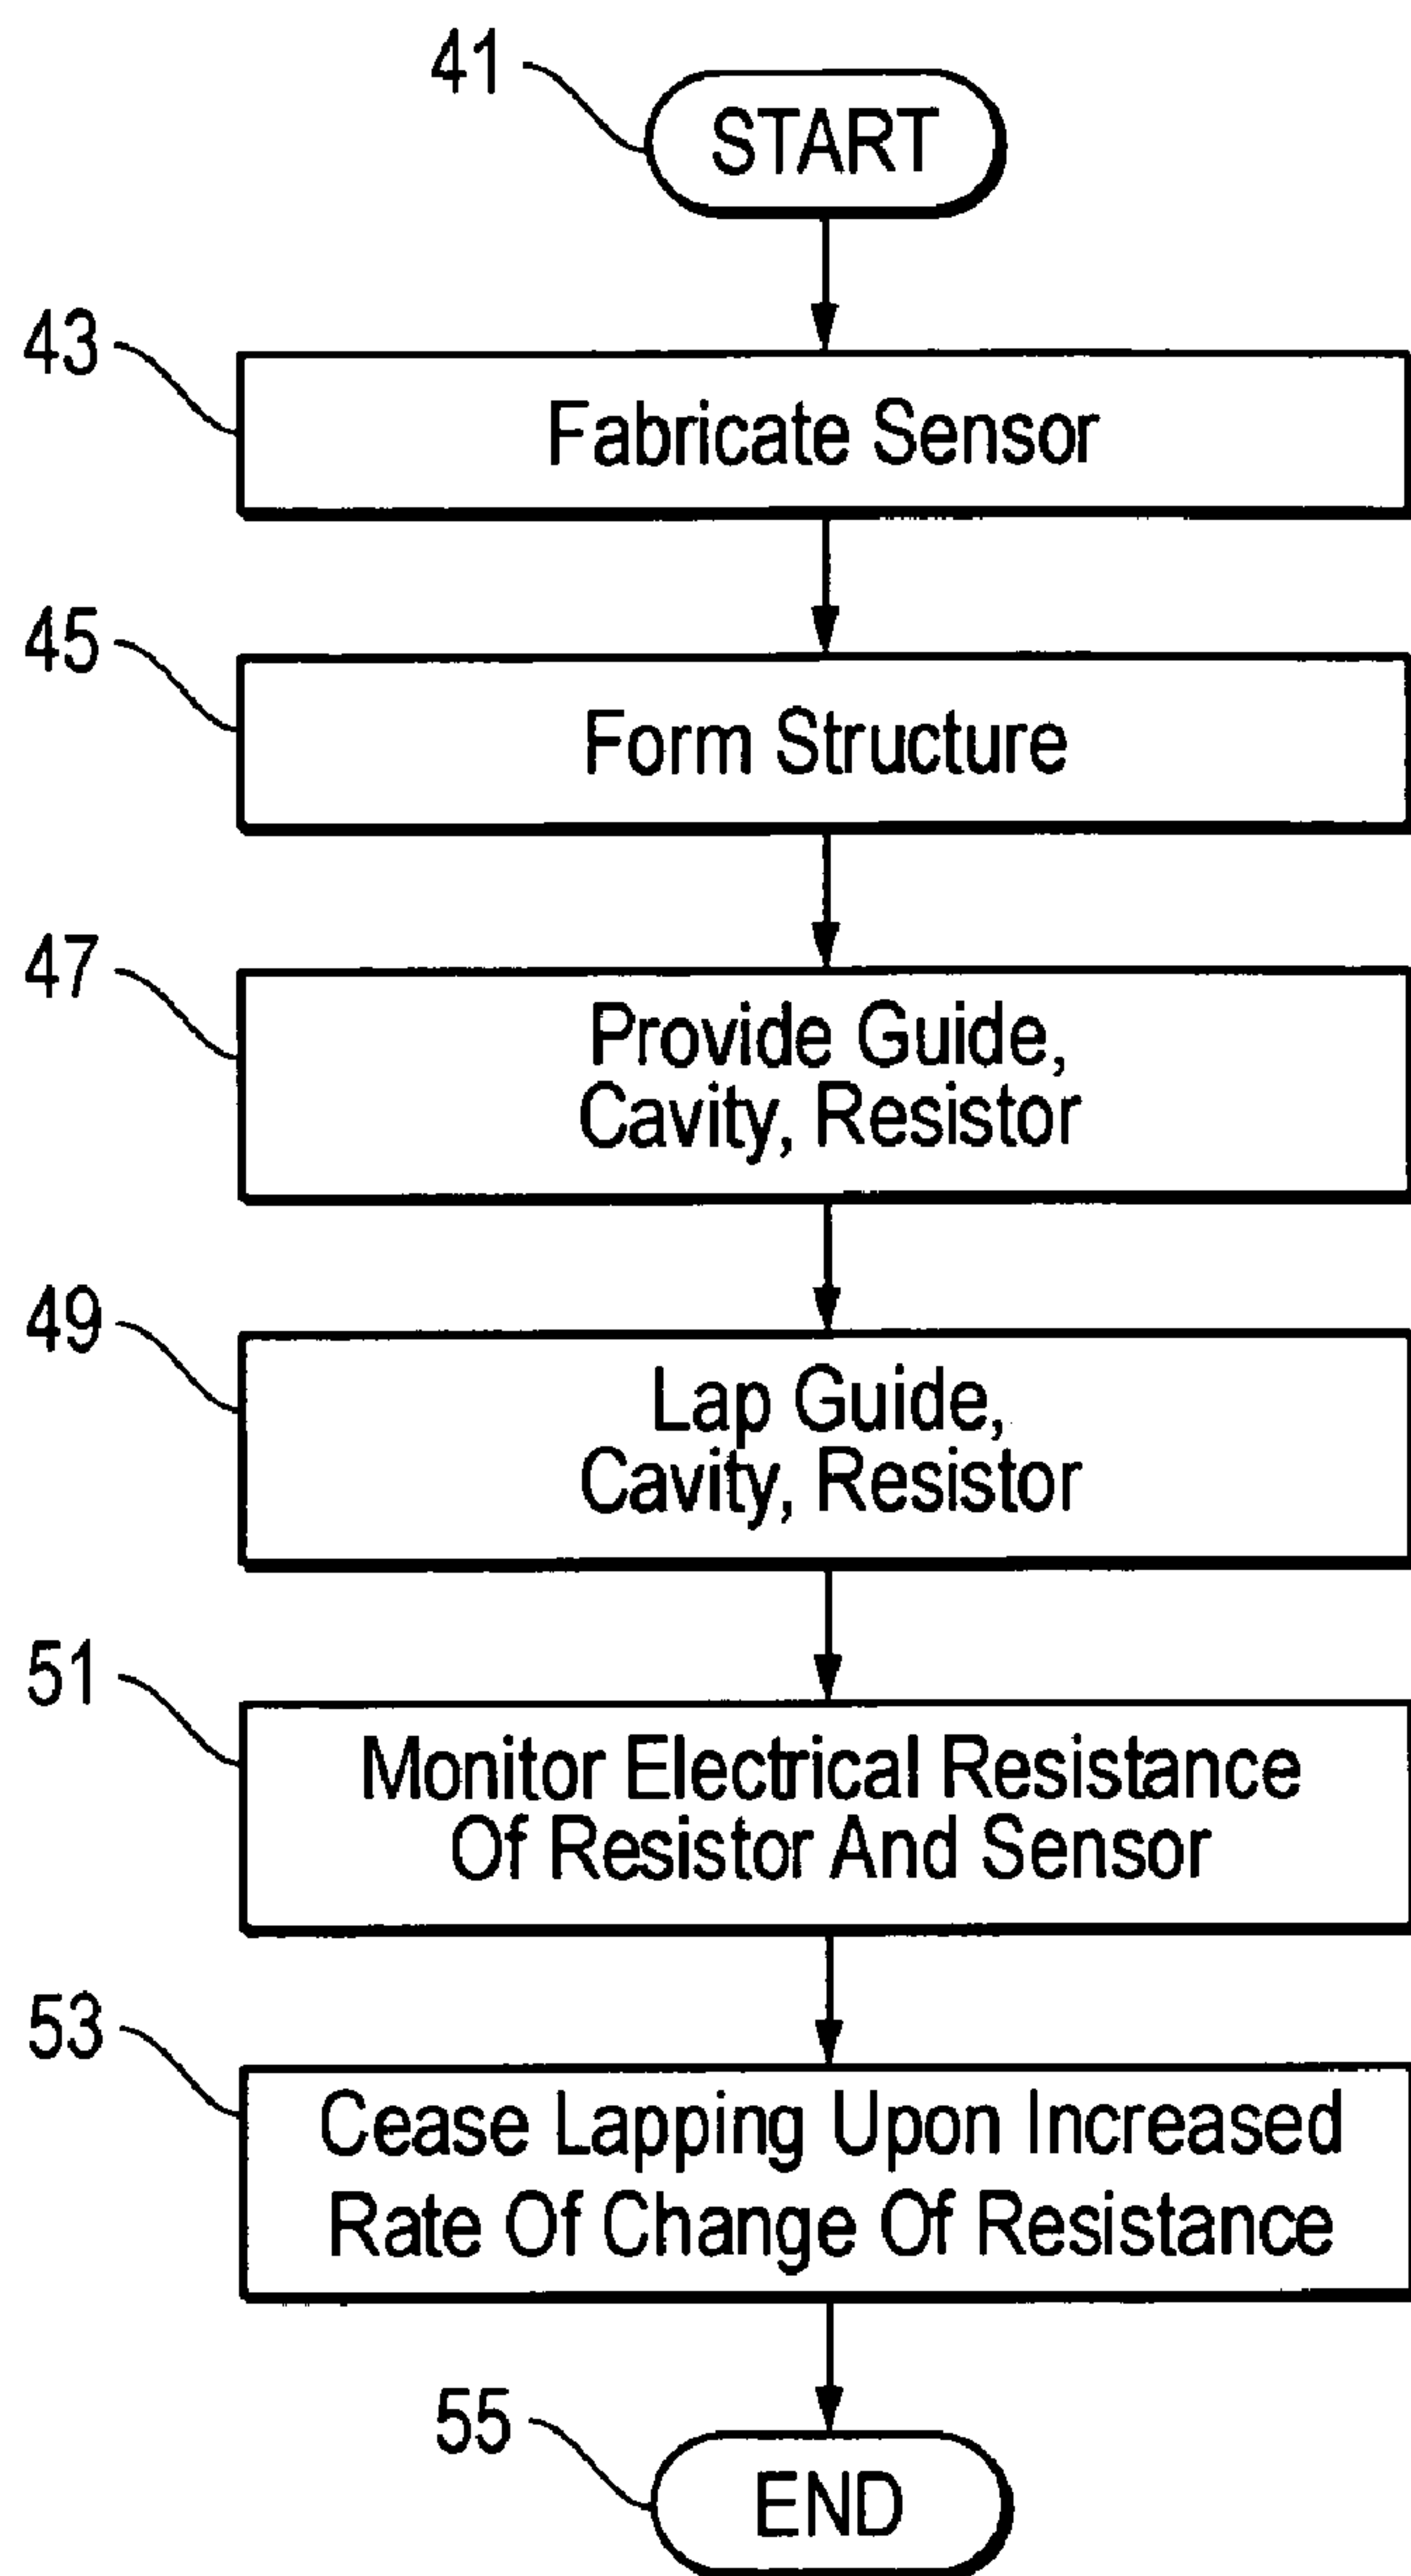 41
START
43
Fabricate Sensor
45
Form Structure
47
Provide Guide,
Cavity, Resistor
49
Lap Guide,
Cavity, Resistor
51
Monitor Electrical Resistance
Of Resistor And Sensor
53
Cease Lapping Upon Increased
Rate Of Change Of Resistance
55
END